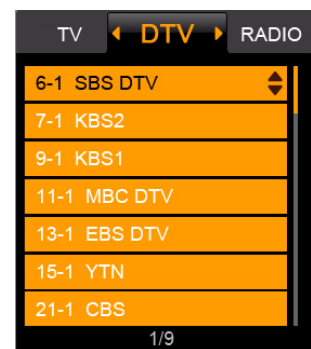 TV DTV RADIO
6-1 SBS DTV
7-1 KBS2
9-1 KBS1
11-1 MBC DTV
13-1 EBS DTV
15-1 YTN
21-1 CBS
1/9